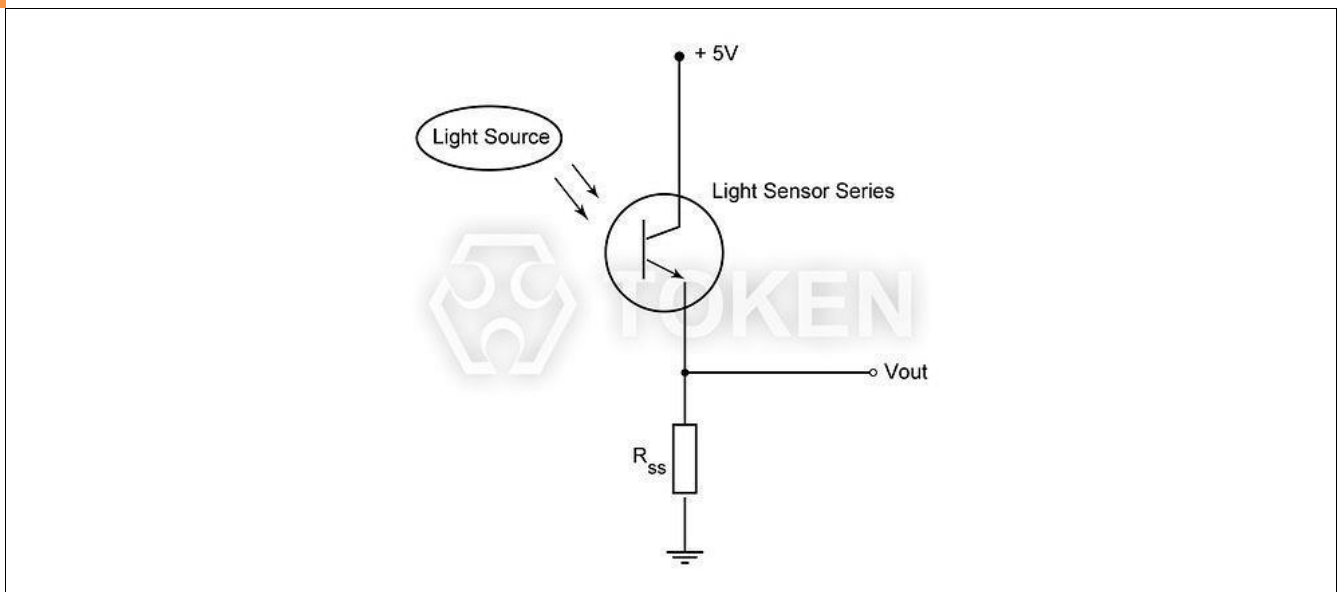 + 5V
Light Source
Light Sensor Series
TOKEN
Vout
Rss